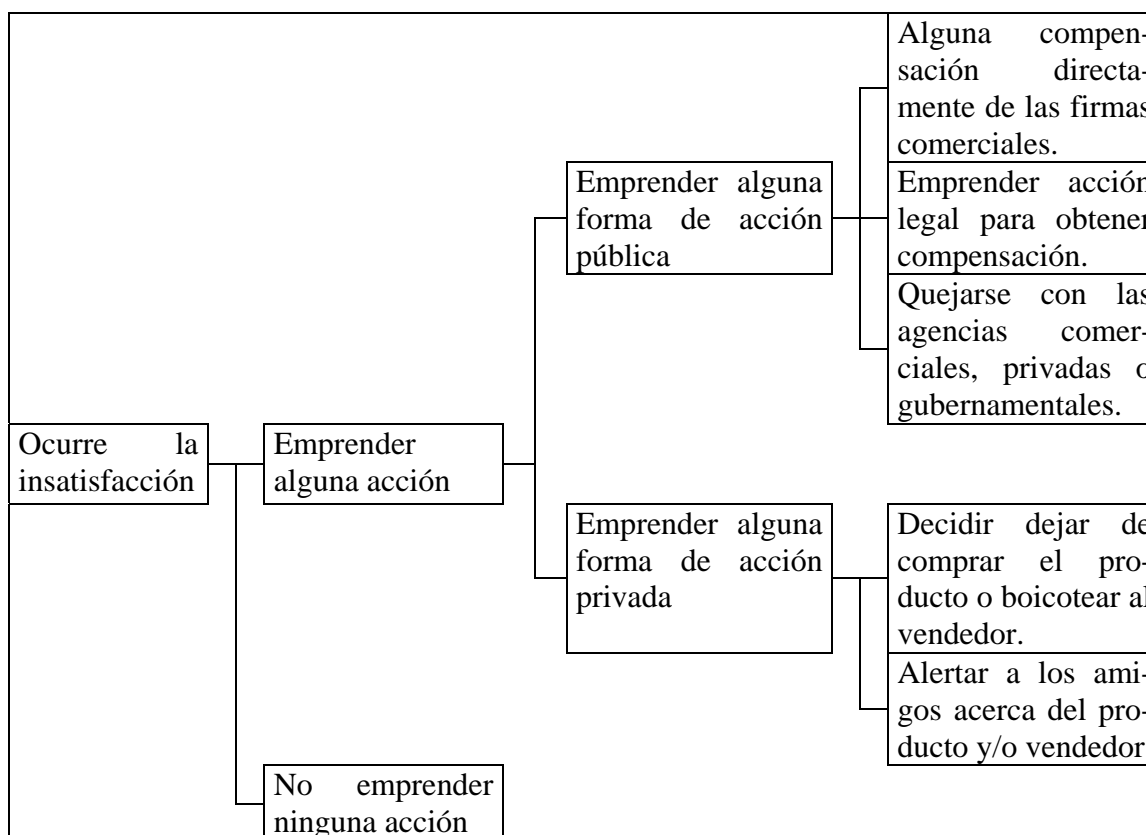 Alguna compen-
sación directa-
mente de las firmas
comerciales.
Emprender alguna
forma de acción
pública
Emprender acción
legal para obtener
compensación.
Quejarse con las
agencias comer-
ciales, privadas o
gubernamentales.
Ocurre la
insatisfacción
Emprender
alguna acción
Emprender alguna
forma de acción
privada
Decidir dejar de
comprar el pro-
ducto o boicotear al
vendedor.
Alertar a los ami-
gos acerca del pro-
ducto y/o vendedor
No emprender
ninguna acción